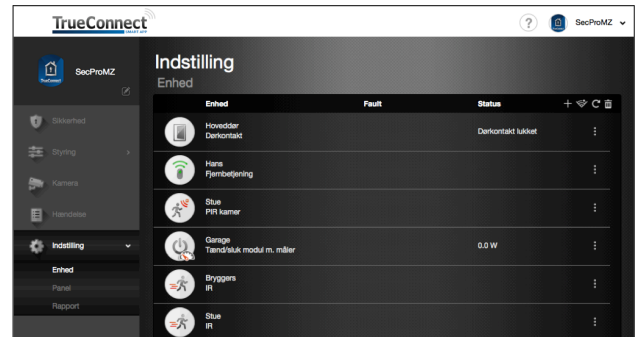 TrueConnect
SMART APP
?
SecProMZ
TrueConnect
SecProMZ
Indstilling
Enhed
Enhed Fault Status
Sikkerhed
Hoveddør
Dørkontakt
Dørkontakt lukket
Styring
Hans
Fjernbetjening
Kamera
Stue
PIR kamer
Hændelse
Indstilling
Garage
Tænd/sluk modul m. måler
0.0 W
Enhed
Panel
Rapport
Bryggers
IR
Stue
IR